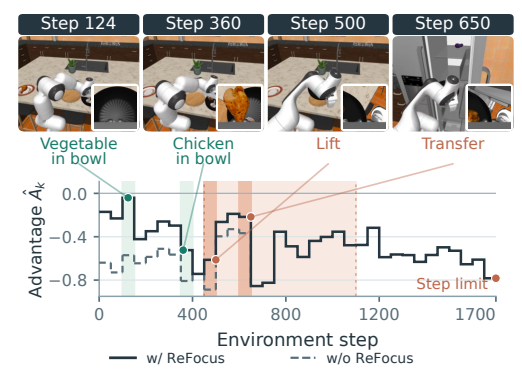 Step 124 Step 360 Step 500 Step 650
Vegetable in bowl
Chicken in bowl
Lift
Transfer
Advantage Âₖ
0.0
−0.4
−0.8
Step limit
0 400 800 1200 1700
Environment step
w/ ReFocus w/o ReFocus